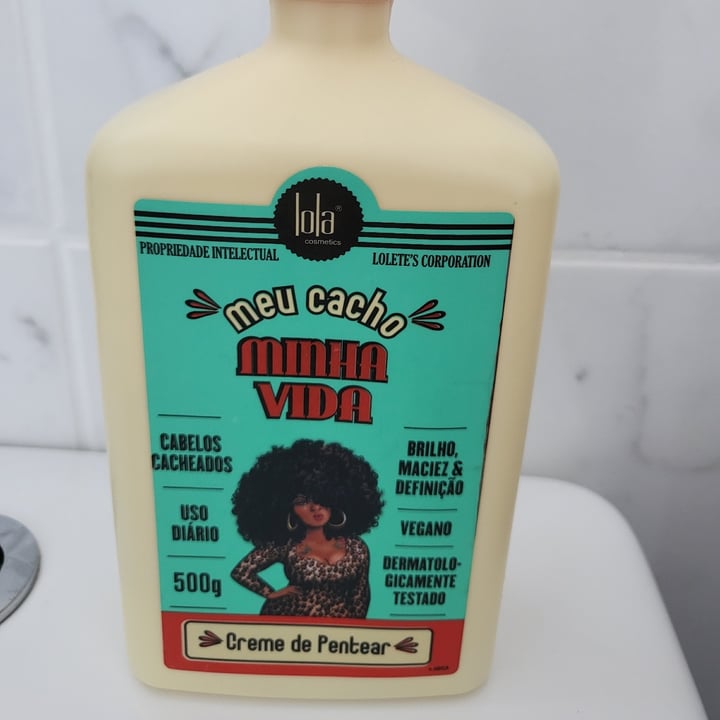 lola®
cosmetics
PROPRIEDADE INTELECTUAL
LOLETE'S CORPORATION
meu cacho
MINHA
VIDA
CABELOS
CACHEADOS
USO
DIÁRIO
500g
BRILHO,
MACIEZ &
DEFINIÇÃO
VEGANO
DERMATOLO-
GICAMENTE
TESTADO
Creme de Pentear